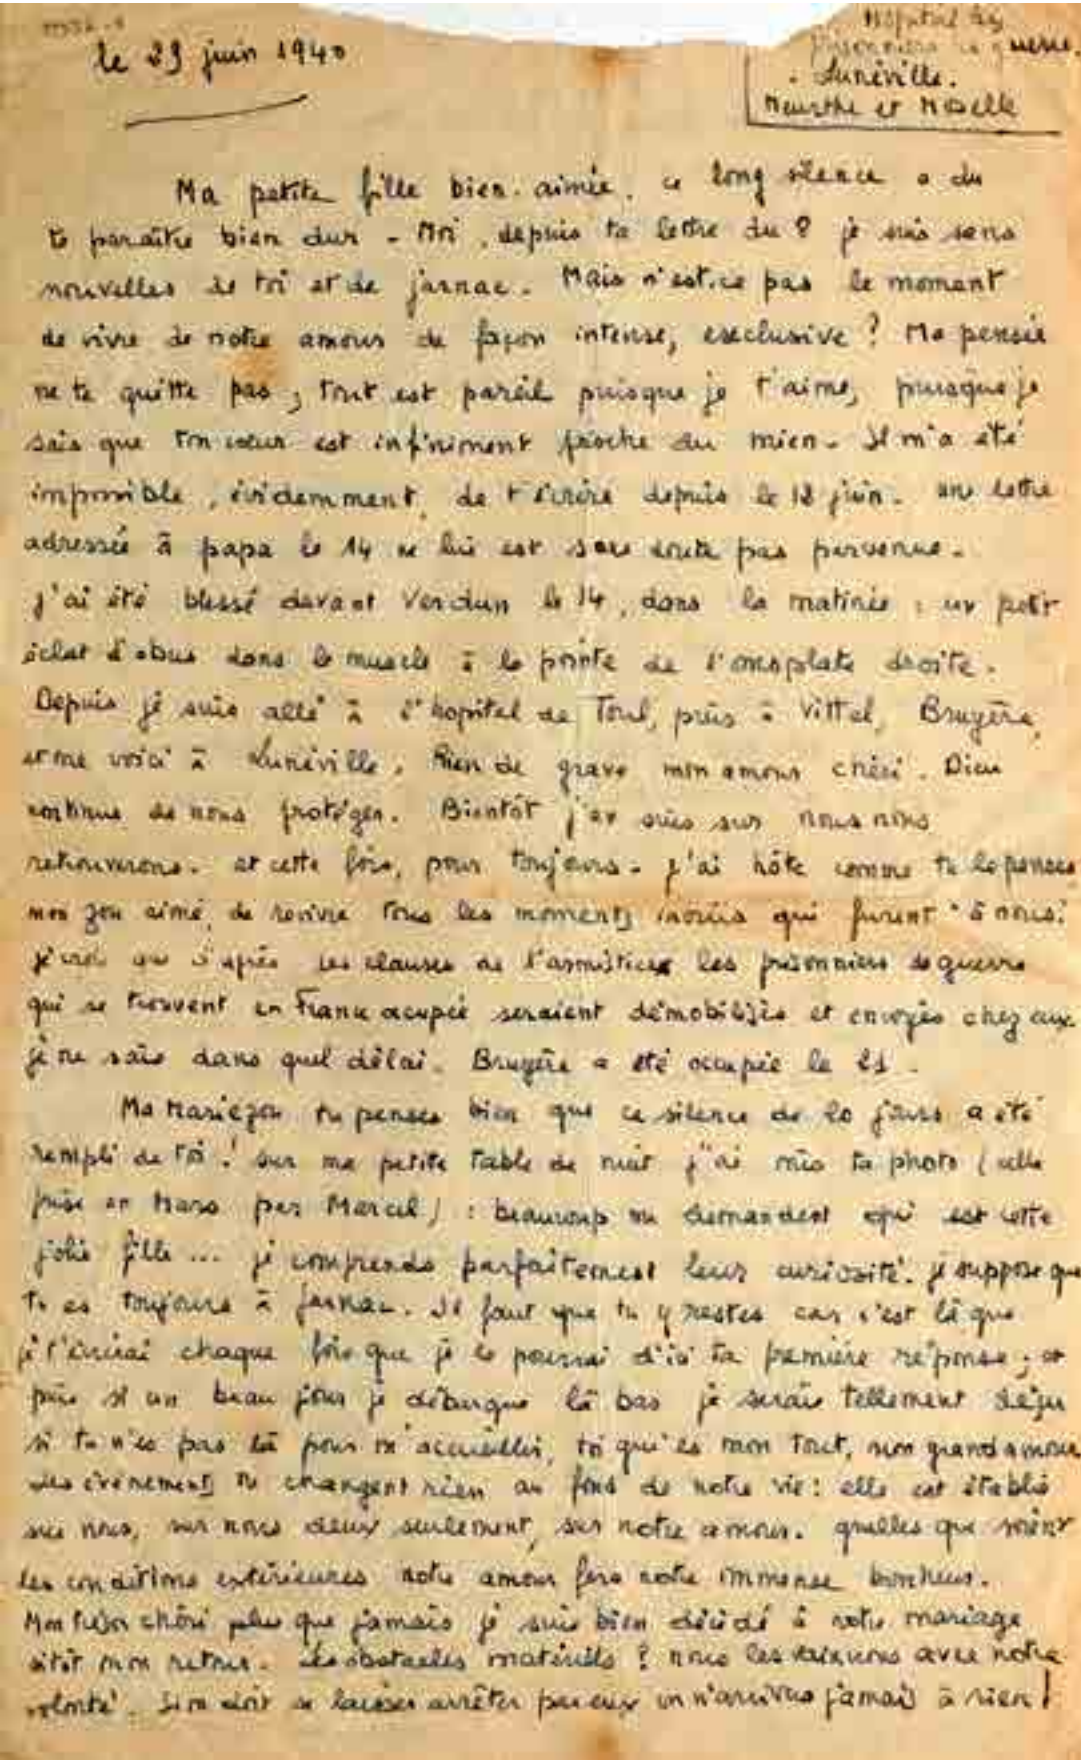 le 29 juin 1940
Hôpital des
Prisonniers de guerre.
Lunéville.
Meurthe et Moselle
Ma petite fille bien-aimée, ce long silence a du
te paraître bien dur - Moi, depuis ta lettre du 8 je suis sans
nouvelles de toi et de jarnac. Mais n'est-ce pas le moment
de vivre de notre amour de façon intense, exclusive ? Ma pensée
ne te quitte pas ; tout est pareil puisque je t'aime, puisque je
sais que ton cœur est infiniment proche du mien. Il m'a été
impossible, évidemment, de t'écrire depuis le 12 juin. une lettre
adressée à papa le 14 ne lui est sans doute pas parvenue.
j'ai été blessé devant Verdun le 14, dans la matinée : un petit
éclat d'obus dans le muscle à la pointe de l'omoplate droite.
Depuis je suis allé à l'hopital de Toul, puis à Vittel, Bruyère,
et me voici à Lunéville. Rien de grave mon amour chéri. Dieu
continue de nous protéger. Bientôt j'en suis sur nous nous
retrouverons. et cette fois, pour toujours. j'ai hâte comme tu le penses
mon zou aimé, de revivre tous les moments inouïs qui furent "à nous".
je crois que d'après les clauses de l'armistice les prisonniers de guerre
qui se trouvent en France occupée seraient démobilisés et envoyés chez eux
je ne sais dans quel délai. Bruyère a été occupée le 21.
Ma Mariezou tu penses bien que ce silence de 20 jours a été
rempli de toi ! sur ma petite table de nuit j'ai mis ta photo (celle
prise en Mars par Marcel) : beaucoup me demandent qui est cette
jolie fille ... je comprends parfaitement leur curiosité. je suppose que
tu es toujours à jarnac. Il faut que tu y restes car c'est là que
je t'écrirai chaque fois que je le pourrai d'ici ta première réponse ; et
puis si un beau jour je débarque là bas je serais tellement déçu
si tu n'es pas là pour m'accueillir, toi qui es mon tout, mon grand amour
Les évènements ne changent rien au fond de notre vie : elle est établie
sur nous, sur nous deux seulement, sur notre amour. quelles que soient
les conditions extérieures notre amour fera notre immense bonheur.
Mon chéri plus que jamais je suis bien décidé à notre mariage
sitôt mon retour. Les obstacles matériels ? nous les vaincrons avec notre
volonté. Si on doit se laisser arrêter par eux on n'arrivera jamais à rien !